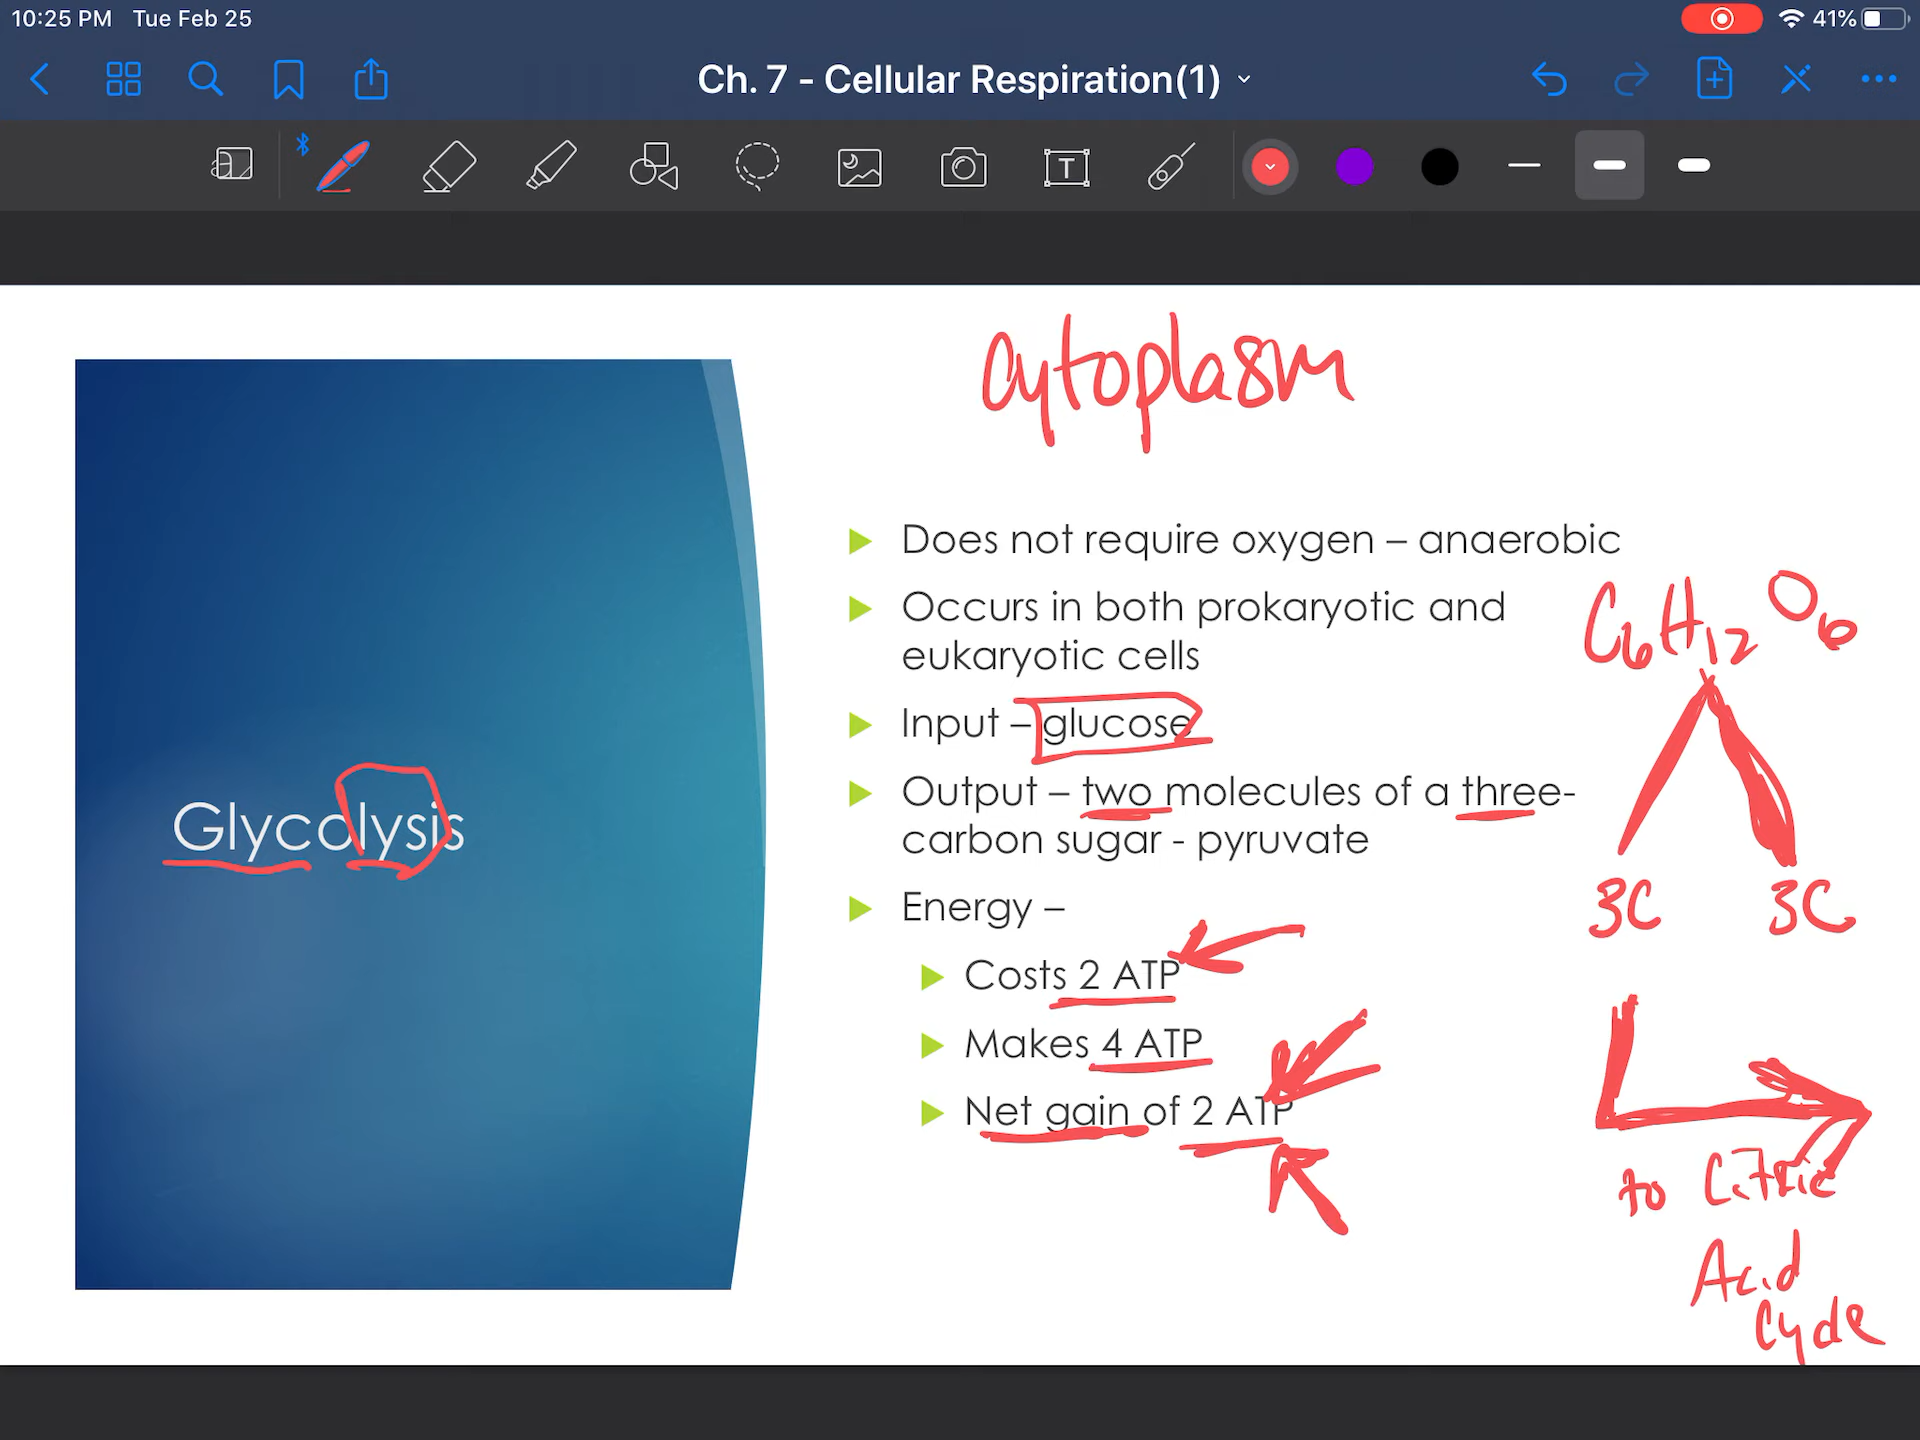 10:25 PM Tue Feb 25
41%
Ch. 7 - Cellular Respiration(1)
a
T
cytoplasm
Glycolysis
Does not require oxygen – anaerobic
Occurs in both prokaryotic and
eukaryotic cells
Input – glucose
Output – two molecules of a three-
carbon sugar - pyruvate
Energy –
Costs 2 ATP
Makes 4 ATP
Net gain of 2 ATP
C6H12O6
3C 3C
to Citric
Acid
Cycle